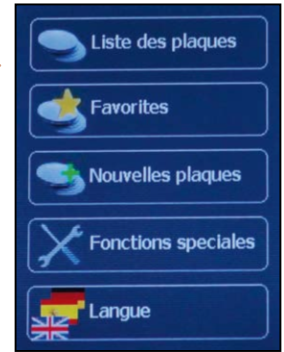 Liste des plaques
Favorites
Nouvelles plaques
Fonctions speciales
Langue